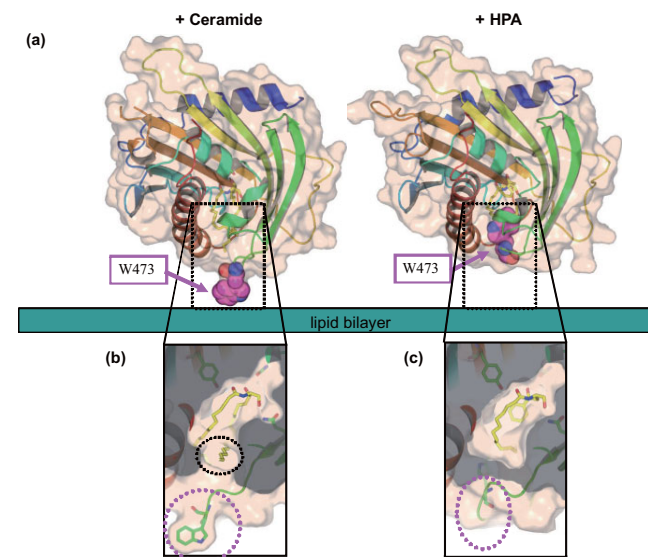 + Ceramide
+ HPA
(a)
W473
W473
lipid bilayer
(b)
(c)